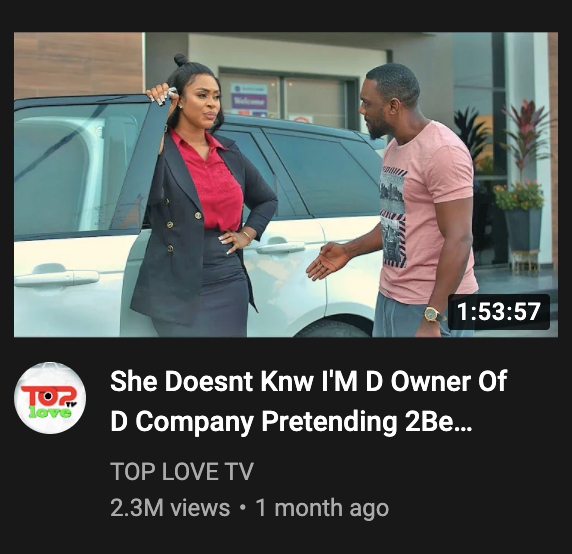 Welcome
1:53:57
TOP TV
love
She Doesnt Knw I'M D Owner Of
D Company Pretending 2Be...
TOP LOVE TV
2.3M views • 1 month ago